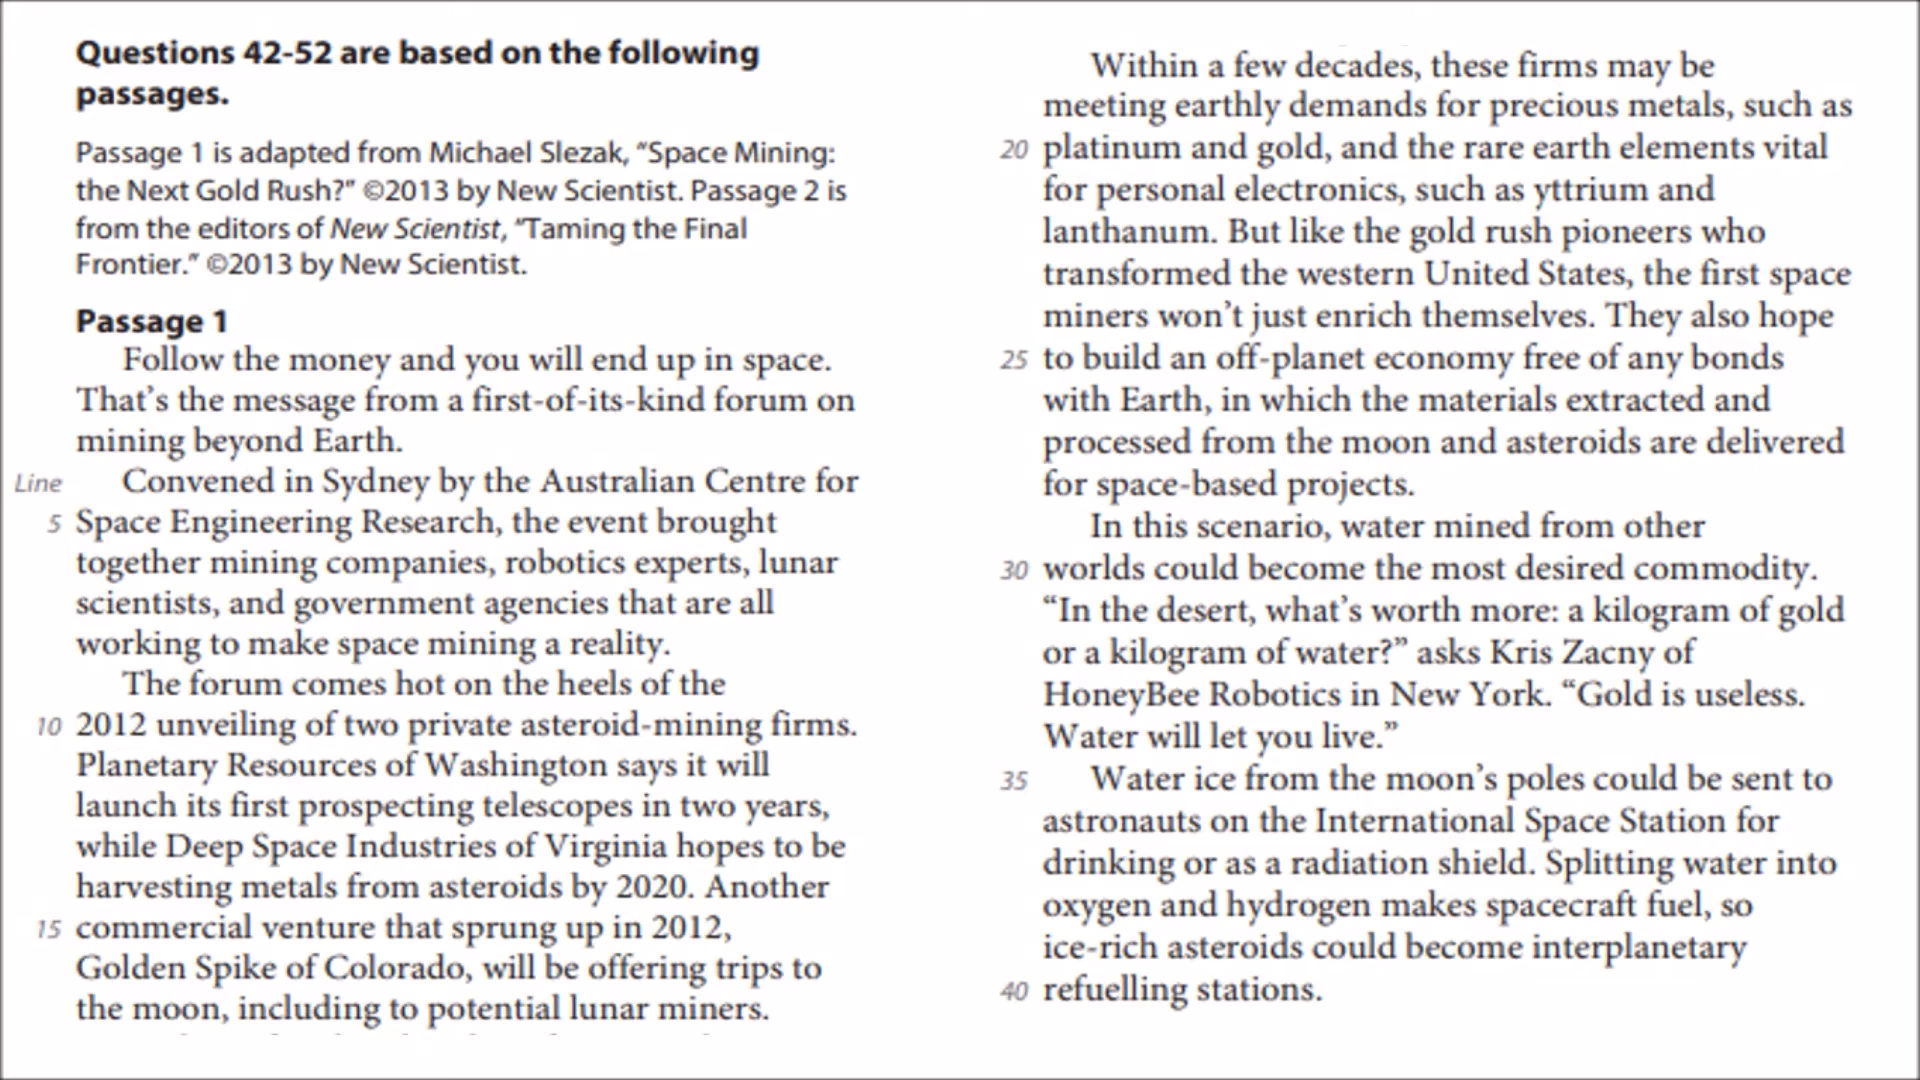 Questions 42-52 are based on the following
passages.
Passage 1 is adapted from Michael Slezak, "Space Mining:
the Next Gold Rush?" ©2013 by New Scientist. Passage 2 is
from the editors of New Scientist, "Taming the Final
Frontier." ©2013 by New Scientist.
Passage 1
Follow the money and you will end up in space.
That's the message from a first-of-its-kind forum on
mining beyond Earth.
Line Convened in Sydney by the Australian Centre for
5 Space Engineering Research, the event brought
together mining companies, robotics experts, lunar
scientists, and government agencies that are all
working to make space mining a reality.
The forum comes hot on the heels of the
10 2012 unveiling of two private asteroid-mining firms.
Planetary Resources of Washington says it will
launch its first prospecting telescopes in two years,
while Deep Space Industries of Virginia hopes to be
harvesting metals from asteroids by 2020. Another
15 commercial venture that sprung up in 2012,
Golden Spike of Colorado, will be offering trips to
the moon, including to potential lunar miners.
Within a few decades, these firms may be
meeting earthly demands for precious metals, such as
20 platinum and gold, and the rare earth elements vital
for personal electronics, such as yttrium and
lanthanum. But like the gold rush pioneers who
transformed the western United States, the first space
miners won't just enrich themselves. They also hope
25 to build an off-planet economy free of any bonds
with Earth, in which the materials extracted and
processed from the moon and asteroids are delivered
for space-based projects.
In this scenario, water mined from other
30 worlds could become the most desired commodity.
"In the desert, what's worth more: a kilogram of gold
or a kilogram of water?" asks Kris Zacny of
HoneyBee Robotics in New York. "Gold is useless.
Water will let you live."
35 Water ice from the moon's poles could be sent to
astronauts on the International Space Station for
drinking or as a radiation shield. Splitting water into
oxygen and hydrogen makes spacecraft fuel, so
ice-rich asteroids could become interplanetary
40 refuelling stations.